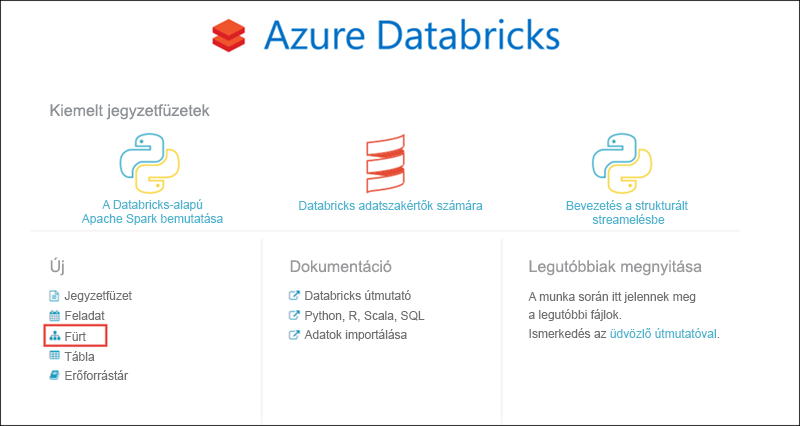 Azure Databricks
Kiemelt jegyzetfüzetek
A Databricks-alapú
Apache Spark bemutatása
Databricks adatszakértők számára
Bevezetés a strukturált
streamelésbe
Új
Jegyzetfüzet
Feladat
Fürt
Tábla
Erőforrástár
Dokumentáció
Databricks útmutató
Python, R, Scala, SQL
Adatok importálása
Legutóbbiak megnyitása
A munka során itt jelennek meg
a legutóbbi fájlok.
Ismerkedés az üdvözlő útmutatóval.